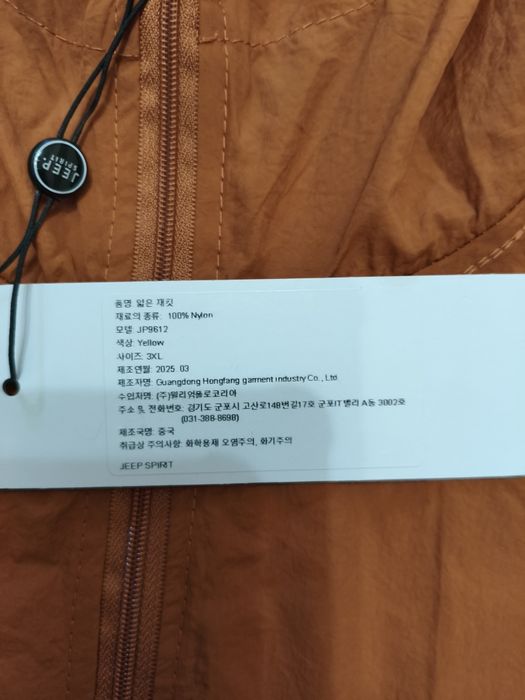 JEEP
SPIRIT
품명: 얇은 재킷
재료의 종류: 100% Nylon
모델: JP9612
색상: Yellow
사이즈: 3XL
제조연월: 2025. 03
제조자명: Guangdong Hongfang garment industry Co., Ltd
수입자명: (주)윌리엄폴로코리아
주소 및 전화번호: 경기도 군포시 고산로148번길17호 군포IT밸리 A동 3002호
(031-388-8698)
제조국명: 중국
취급상 주의사항: 화학용재 오염주의, 화기주의
JEEP SPIRIT